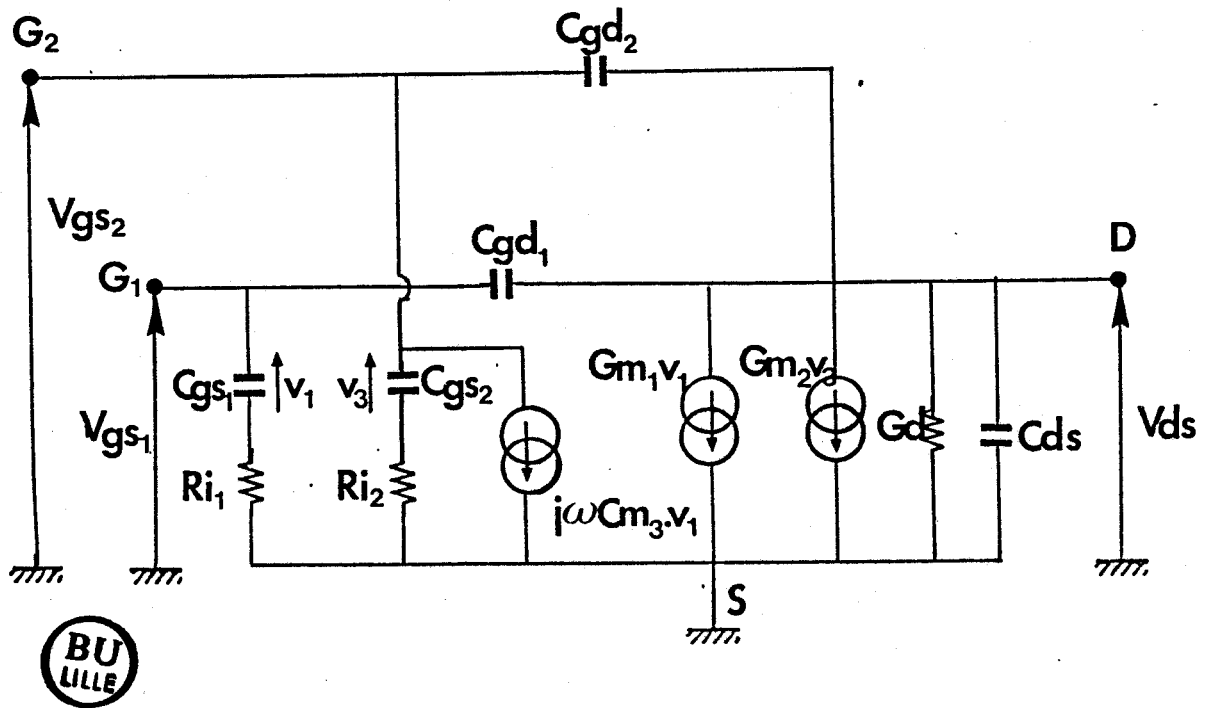 G₂
Cgd₂
Vgs₂
Cgd₁
G₁
D
Cgs₁
v₁
v₃
Cgs₂
Gm₁v₁
Gm₂v₃
Gd
Cds
Vds
Vgs₁
Ri₁
Ri₂
jωCm₃.v₁
S
BU
LILLE